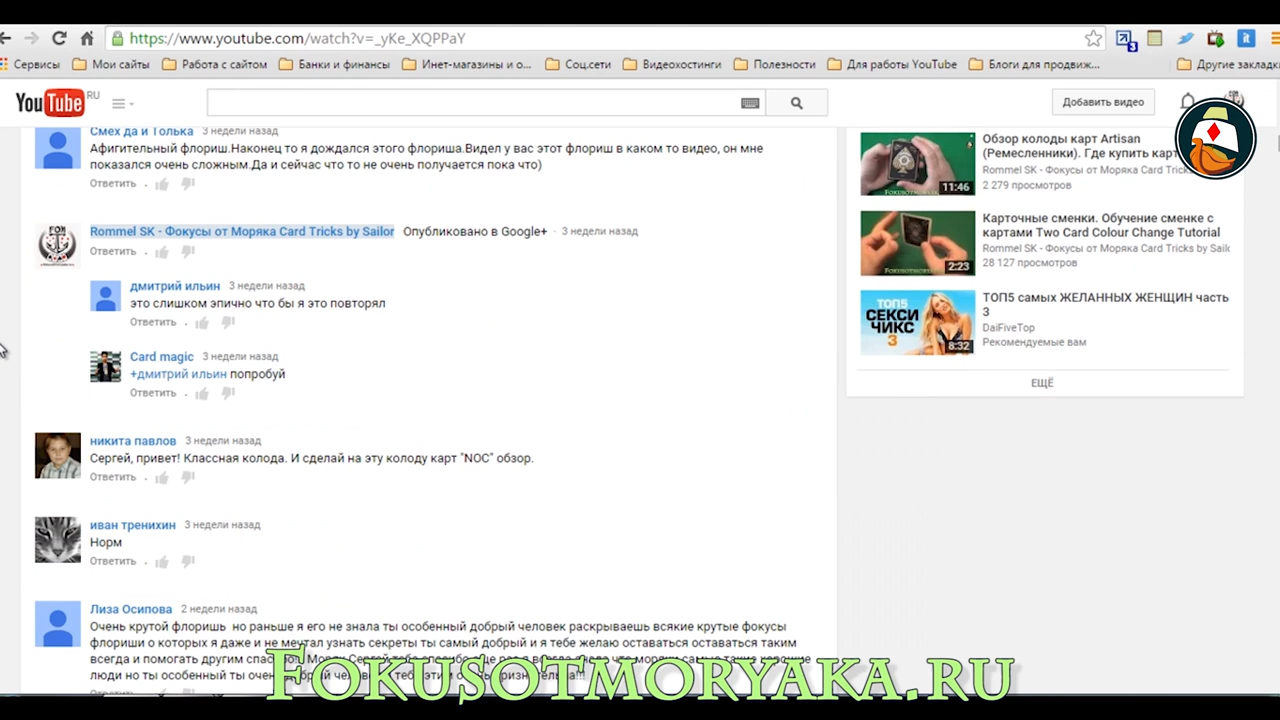 https://www.youtube.com/watch?v=_yKe_XQPPaY
3
Сервисы Мои сайты Работа с сайтом Банки и финансы Инет-магазины и о... Соц.сети Видеохостинги Полезности Для работы YouTube Блоги для продвиж... Другие закладк
YouTube RU Добавить видео
Смех да и Толька 3 недели назад
Афигительный флориш.Наконец то я дождался этого флориша.Видел у вас этот флориш в каком то видео, он мне
показался очень сложным.Да и сейчас что то не очень получается пока что)
Ответить
Rommel SK - Фокусы от Моряка Card Tricks by Sailor Опубликовано в Google+ · 3 недели назад
Ответить
дмитрий ильин 3 недели назад
это слишком эпично что бы я это повторял
Ответить
Card magic 3 недели назад
+дмитрий ильин попробуй
Ответить
никита павлов 3 недели назад
Сергей, привет! Классная колода. И сделай на эту колоду карт "NOC" обзор.
Ответить
иван тренихин 3 недели назад
Норм
Ответить
Лиза Осипова 2 недели назад
Очень крутой флоришь но раньше я его не знала ты особенный добрый человек раскрываешь всякие крутые фокусы
флориши о которых я даже и не мечтал узнать секреты ты самый добрый и я тебе желаю оставаться оставаться таким
всегда и помогать другим
люди но ты особенный ты
Обзор колоды карт Artisan
(Ремесленники). Где купить карт
Rommel SK - Фокусы от Моряка
2 279 просмотров
11:46
Карточные сменки. Обучение сменке с
картами Two Card Colour Change Tutorial
Rommel SK - Фокусы от Моряка Card Tricks by Sailo
28 127 просмотров
2:23
ТОП5 самых ЖЕЛАННЫХ ЖЕНЩИН часть
3
DaiFiveTop
Рекомендуемые вам
ТОП5
СЕКСИ
ЧИКС 3
8:32
ЕЩЁ
Fokusotmoryaka.ru